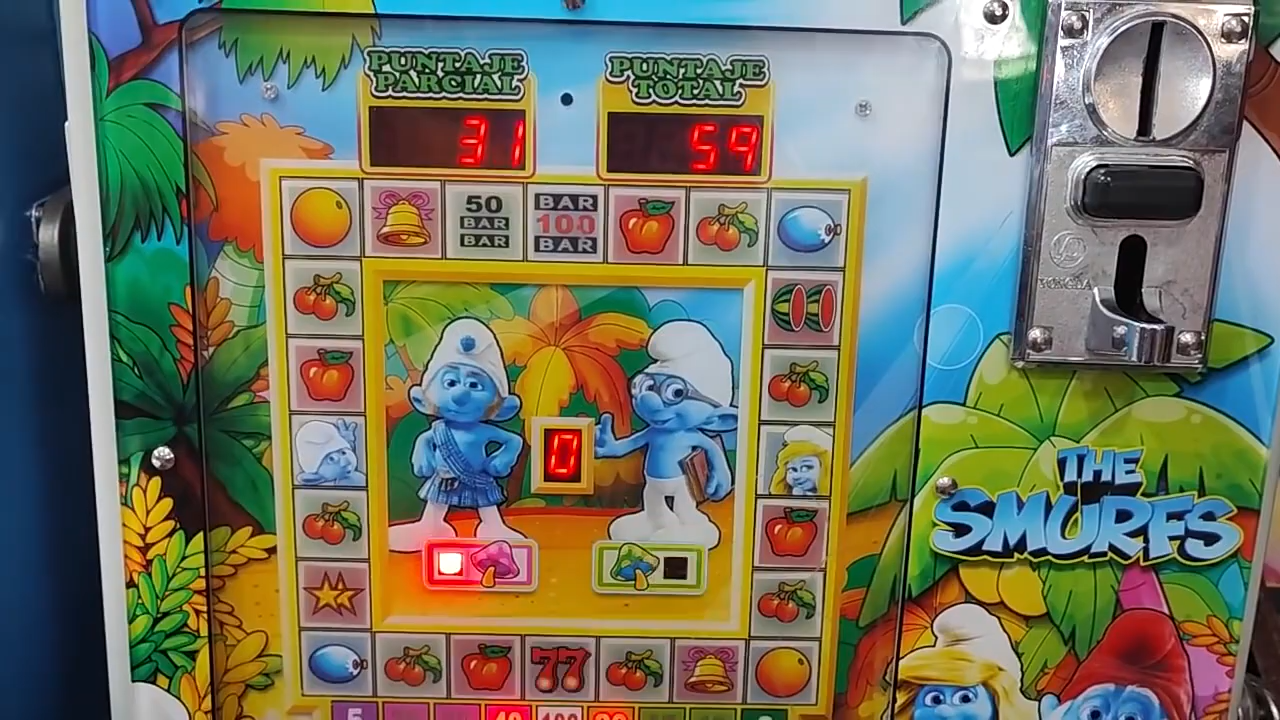 PUNTAJE
PARCIAL
31
PUNTAJE
TOTAL
59
50
BAR
BAR
BAR
100
BAR
0
77
THE
SMURFS